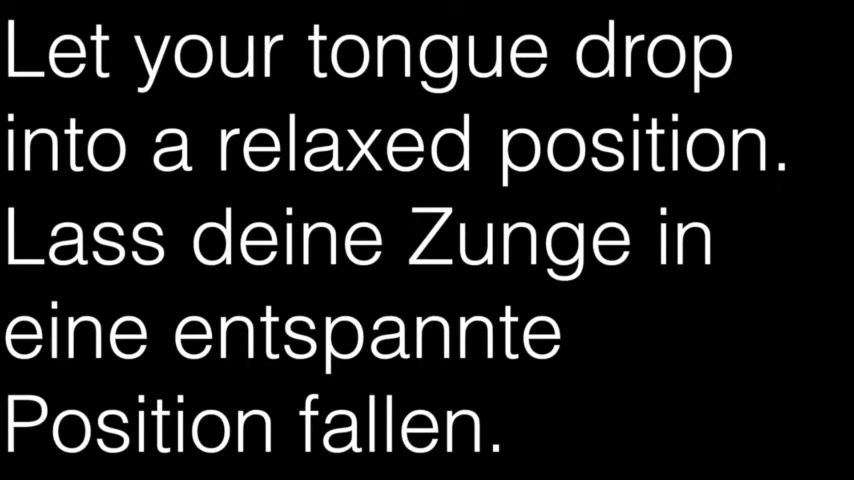 Let your tongue drop
into a relaxed position.
Lass deine Zunge in
eine entspannte
Position fallen.